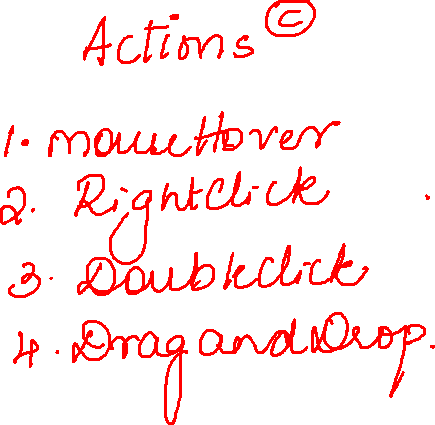 Actions ©
1. mouseHover
2. Rightclick
3. Doubleclick
4. DragandDrop.